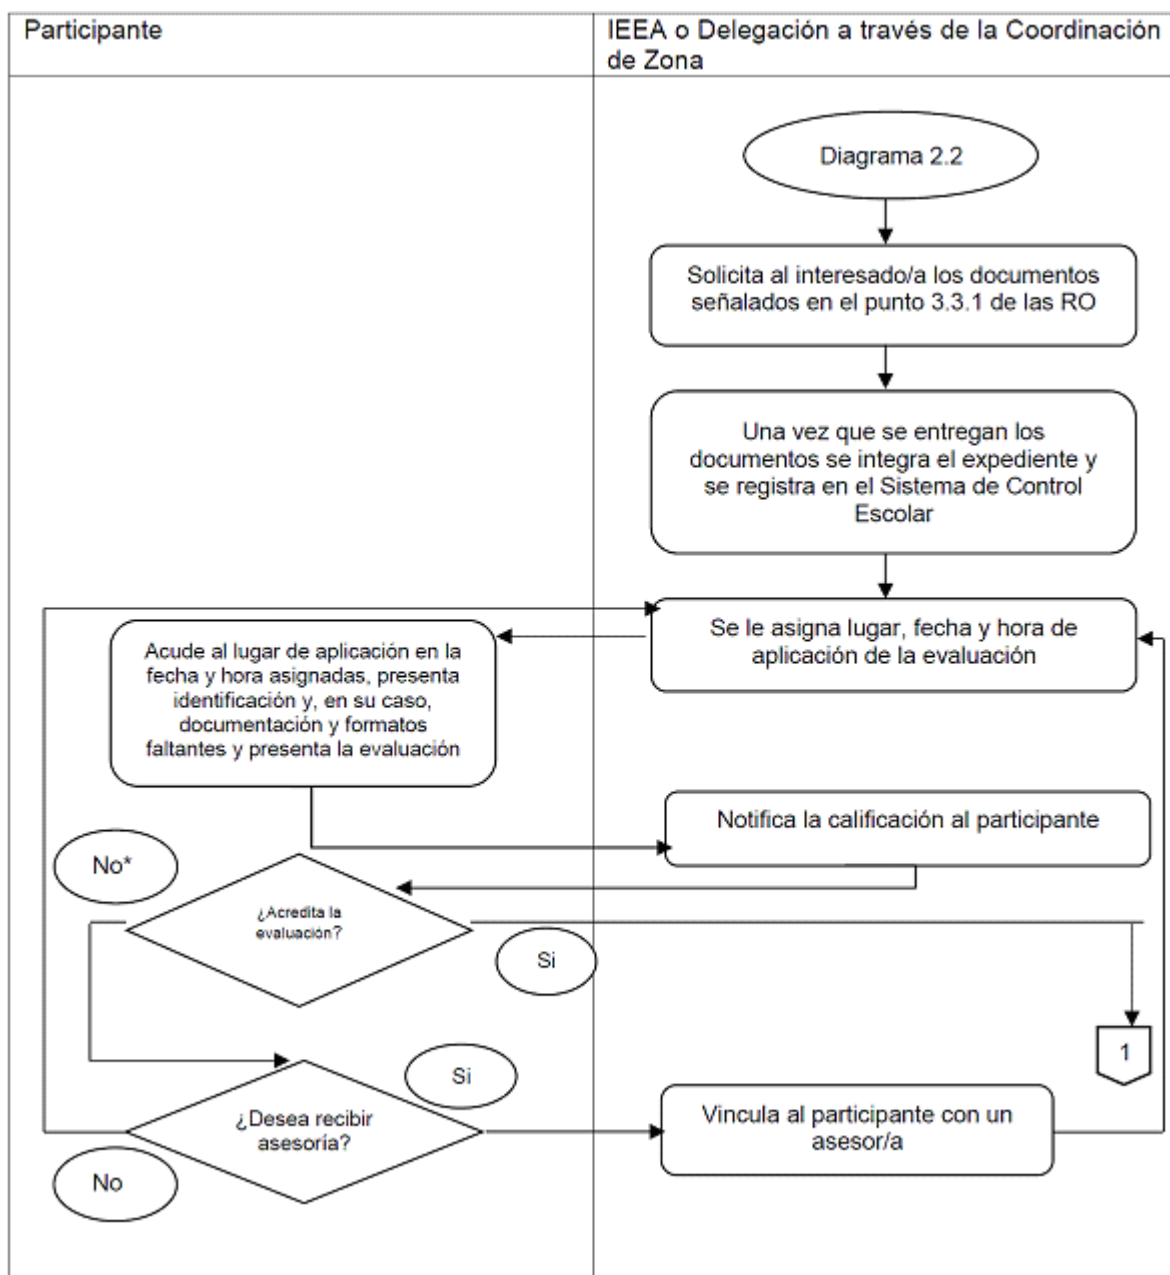 Participante
IEEA o Delegación a través de la Coordinación
de Zona
Diagrama 2.2
Solicita al interesado/a los documentos
señalados en el punto 3.3.1 de las RO
Una vez que se entregan los
documentos se integra el expediente y
se registra en el Sistema de Control
Escolar
Se le asigna lugar, fecha y hora de
aplicación de la evaluación
Acude al lugar de aplicación en la
fecha y hora asignadas, presenta
identificación y, en su caso,
documentación y formatos
faltantes y presenta la evaluación
Notifica la calificación al participante
No*
¿Acredita la
evaluación?
Si
1
Si
¿Desea recibir
asesoría?
Vincula al participante con un
asesor/a
No